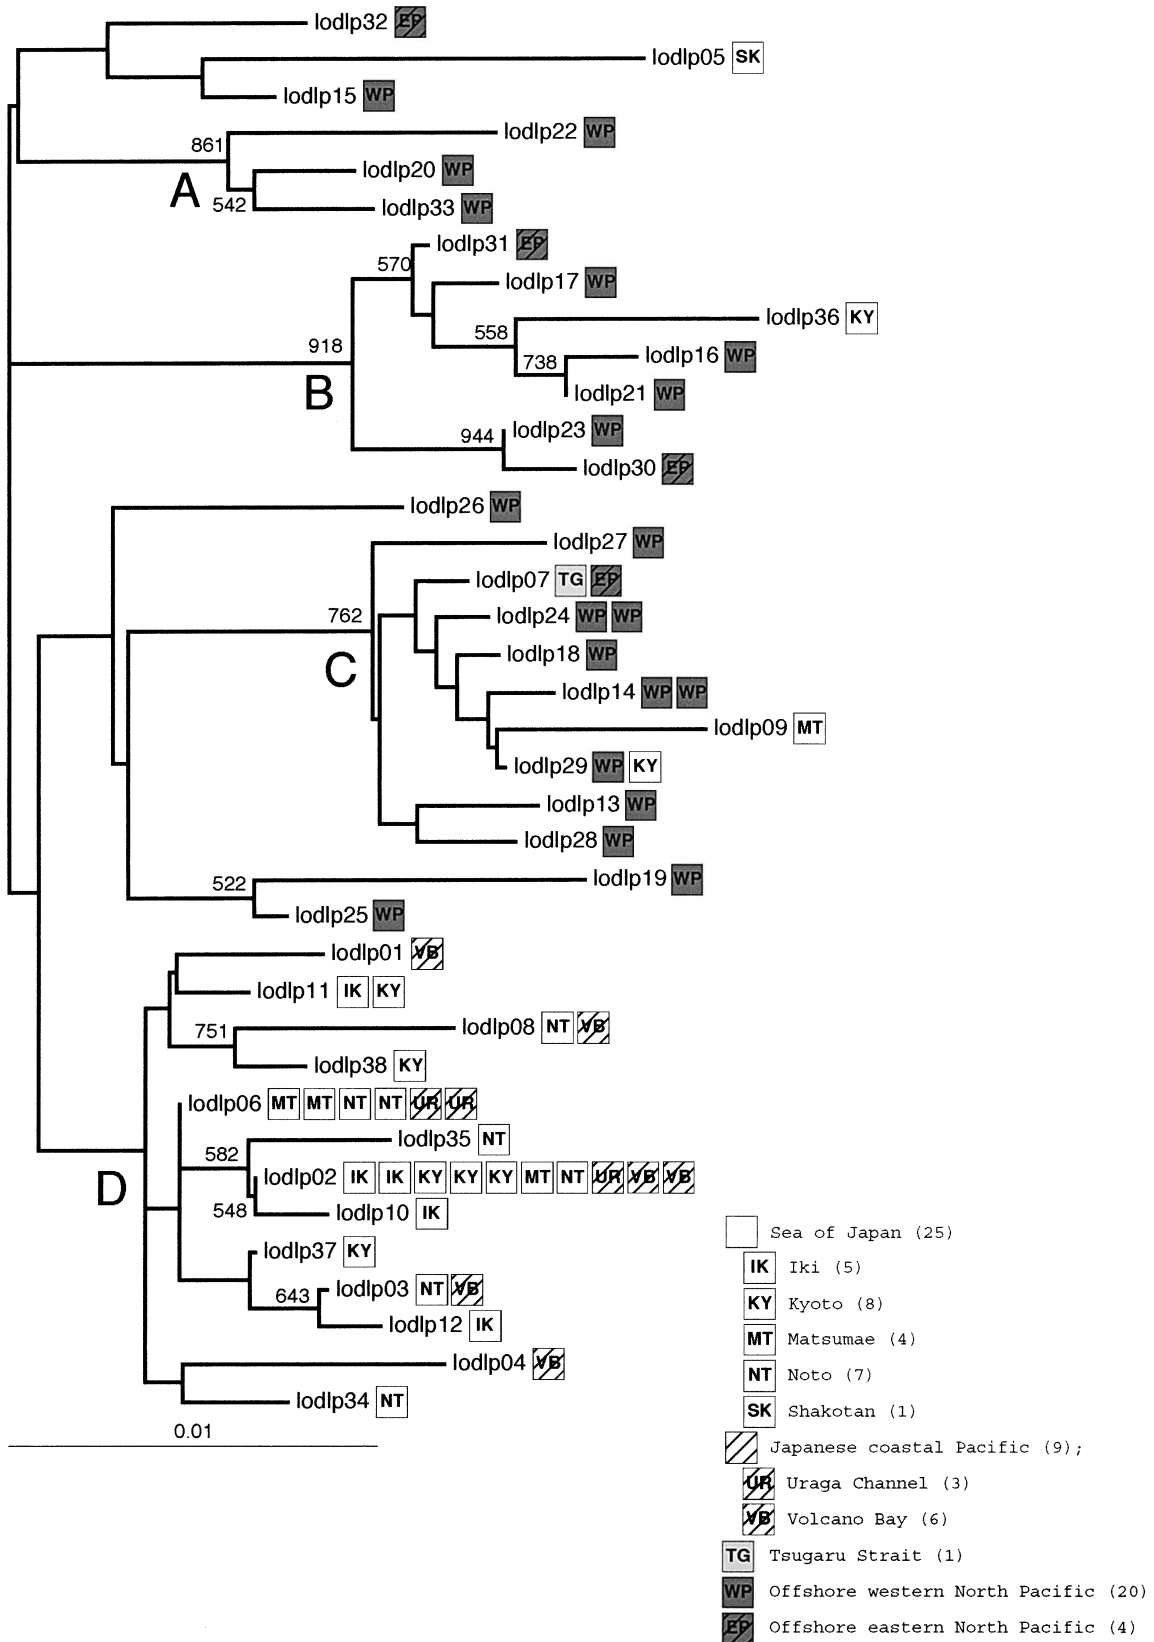 lodlp32 EP
lodlp05 SK
lodlp15 WP
lodlp22 WP
861
lodlp20 WP
A
542
lodlp33 WP
lodlp31 EP
570
lodlp17 WP
lodlp36 KY
558
918
lodlp16 WP
738
B
lodlp21 WP
lodlp23 WP
944
lodlp30 EP
lodlp26 WP
lodlp27 WP
lodlp07 TG EP
762
lodlp24 WP WP
lodlp18 WP
C
lodlp14 WP WP
lodlp09 MT
lodlp29 WP KY
lodlp13 WP
lodlp28 WP
lodlp19 WP
522
lodlp25 WP
lodlp01 VB
lodlp11 IK KY
lodlp08 NT VB
751
lodlp38 KY
lodlp06 MT MT NT NT UR UR
lodlp35 NT
582
lodlp02 IK IK KY KY KY MT NT UR VB VB
D
548
lodlp10 IK
lodlp37 KY
lodlp03 NT VB
643
lodlp12 IK
lodlp04 VB
lodlp34 NT
0.01
Sea of Japan (25)
IK Iki (5)
KY Kyoto (8)
MT Matsumae (4)
NT Noto (7)
SK Shakotan (1)
Japanese coastal Pacific (9);
UR Uraga Channel (3)
VB Volcano Bay (6)
TG Tsugaru Strait (1)
WP Offshore western North Pacific (20)
EP Offshore eastern North Pacific (4)